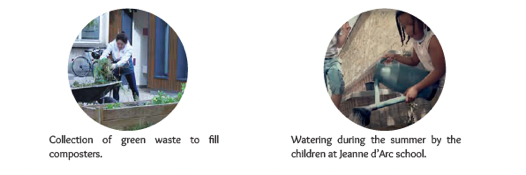 Collection of green waste to fill
composters.
Watering during the summer by the
children at Jeanne d'Arc school.